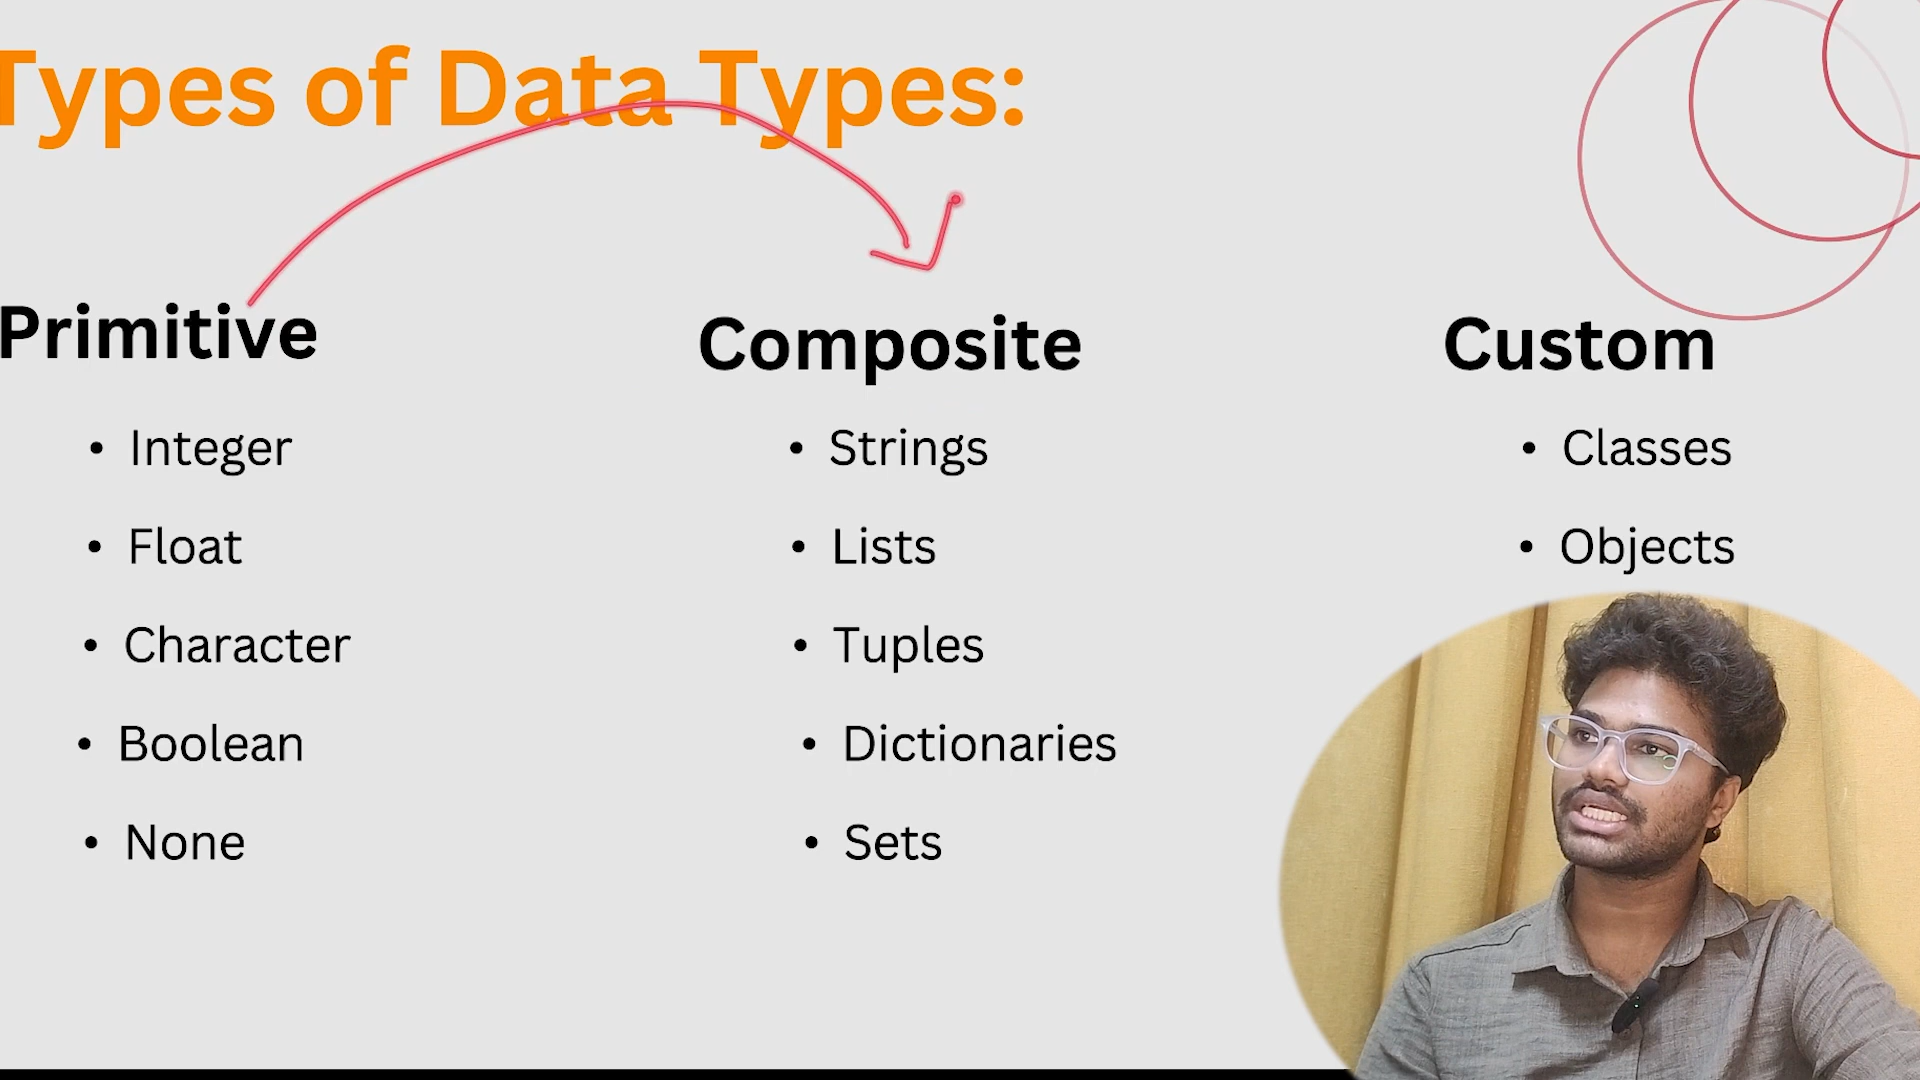 Types of Data Types:
Primitive
• Integer
• Float
• Character
• Boolean
• None
Composite
• Strings
• Lists
• Tuples
• Dictionaries
• Sets
Custom
• Classes
• Objects